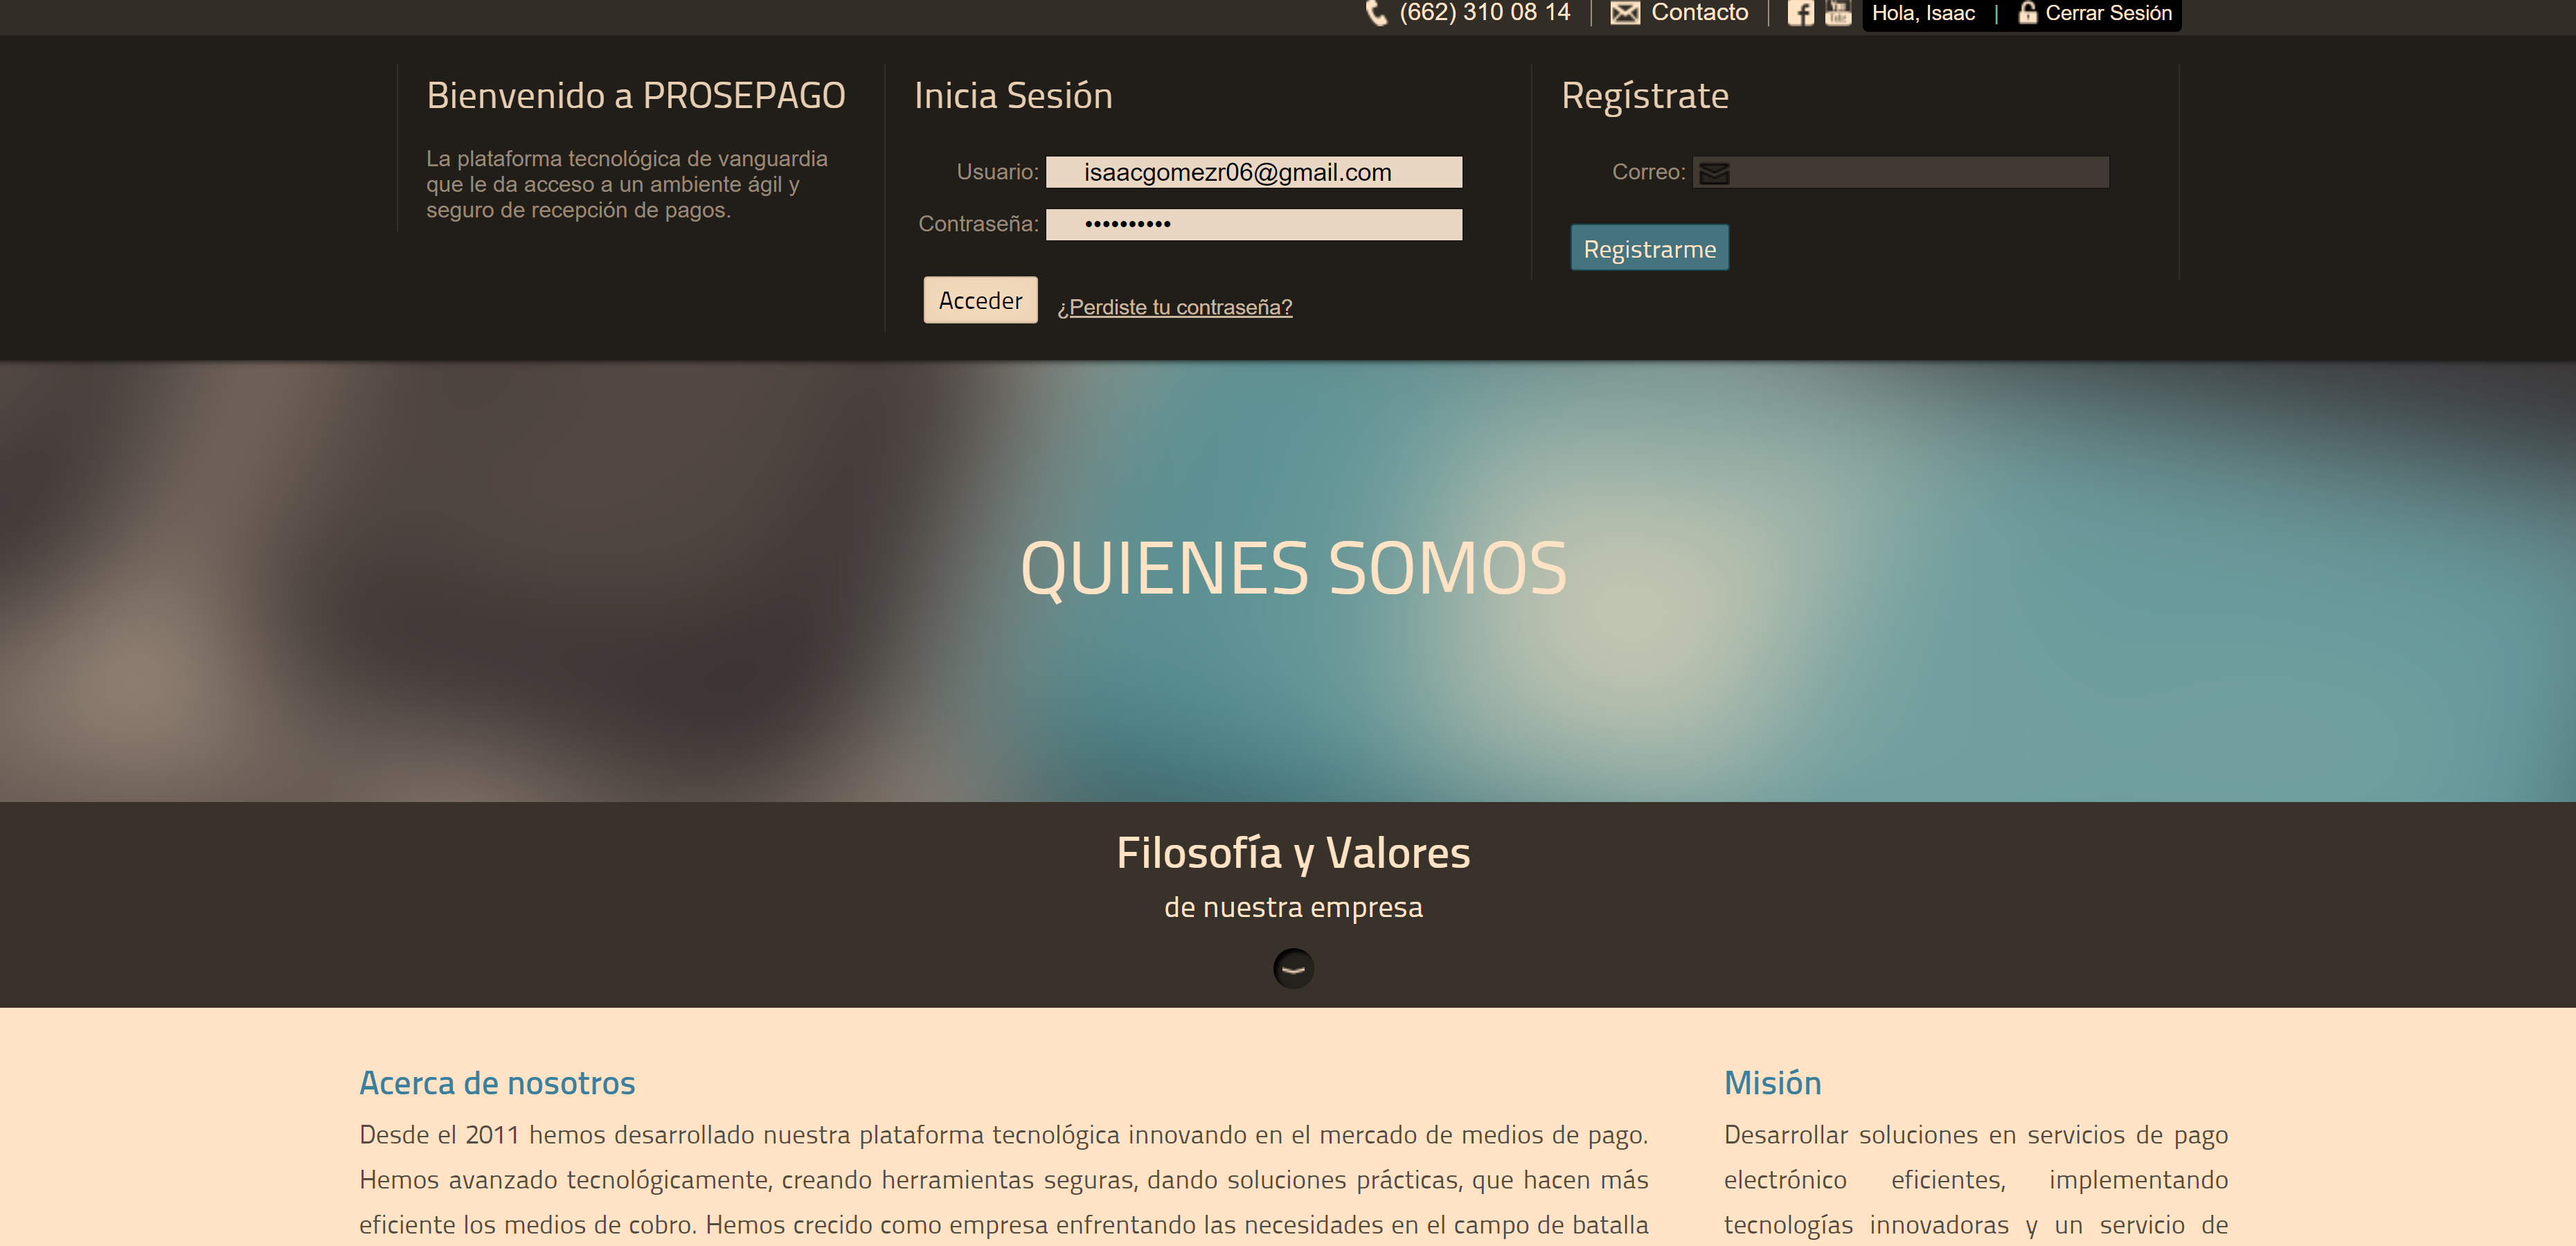 (662) 310 08 14 | Contacto | You Tube Hola, Isaac | Cerrar Sesión
Bienvenido a PROSEPAGO
La plataforma tecnológica de vanguardia
que le da acceso a un ambiente ágil y
seguro de recepción de pagos.
Inicia Sesión
Usuario: isaacgomezr06@gmail.com
Contraseña: ••••••••••
Acceder ¿Perdiste tu contraseña?
Regístrate
Correo:
Registrarme
QUIENES SOMOS
Filosofía y Valores
de nuestra empresa
Acerca de nosotros
Desde el 2011 hemos desarrollado nuestra plataforma tecnológica innovando en el mercado de medios de pago.
Hemos avanzado tecnológicamente, creando herramientas seguras, dando soluciones prácticas, que hacen más
eficiente los medios de cobro. Hemos crecido como empresa enfrentando las necesidades en el campo de batalla
Misión
Desarrollar soluciones en servicios de pago
electrónico eficientes, implementando
tecnologías innovadoras y un servicio de